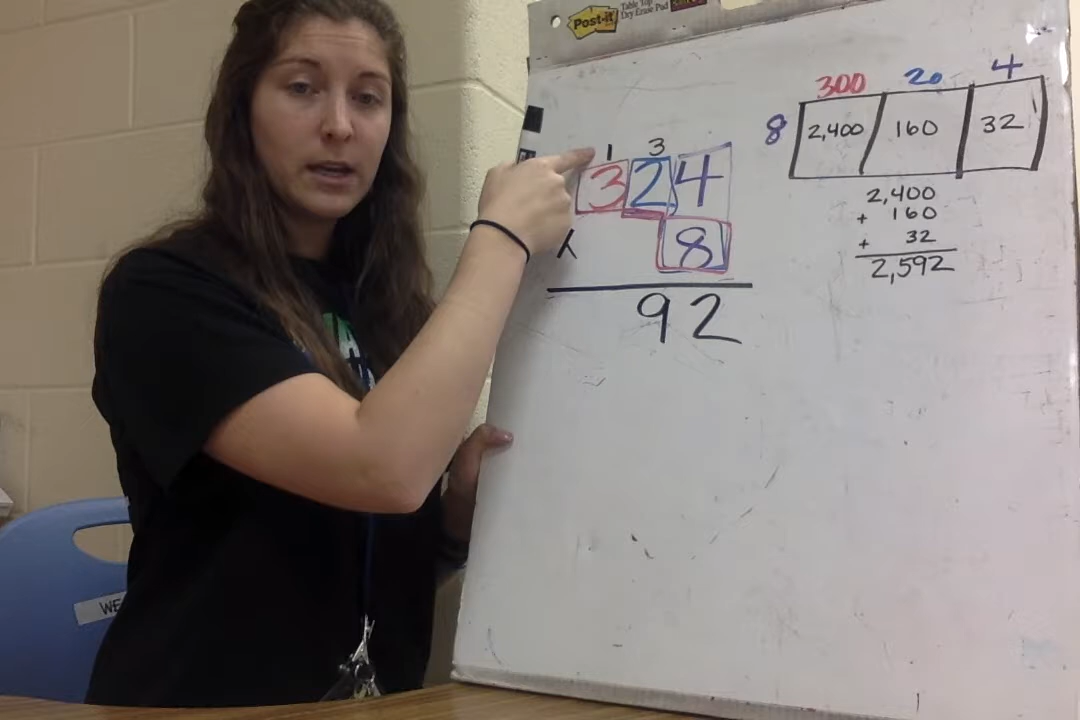 Post-it
Table Top
Dry Erase Pad
1 3
324
x 8
92
300 20 4
8 2,400 160 32
2,400
+ 160
+ 32
2,592
WE